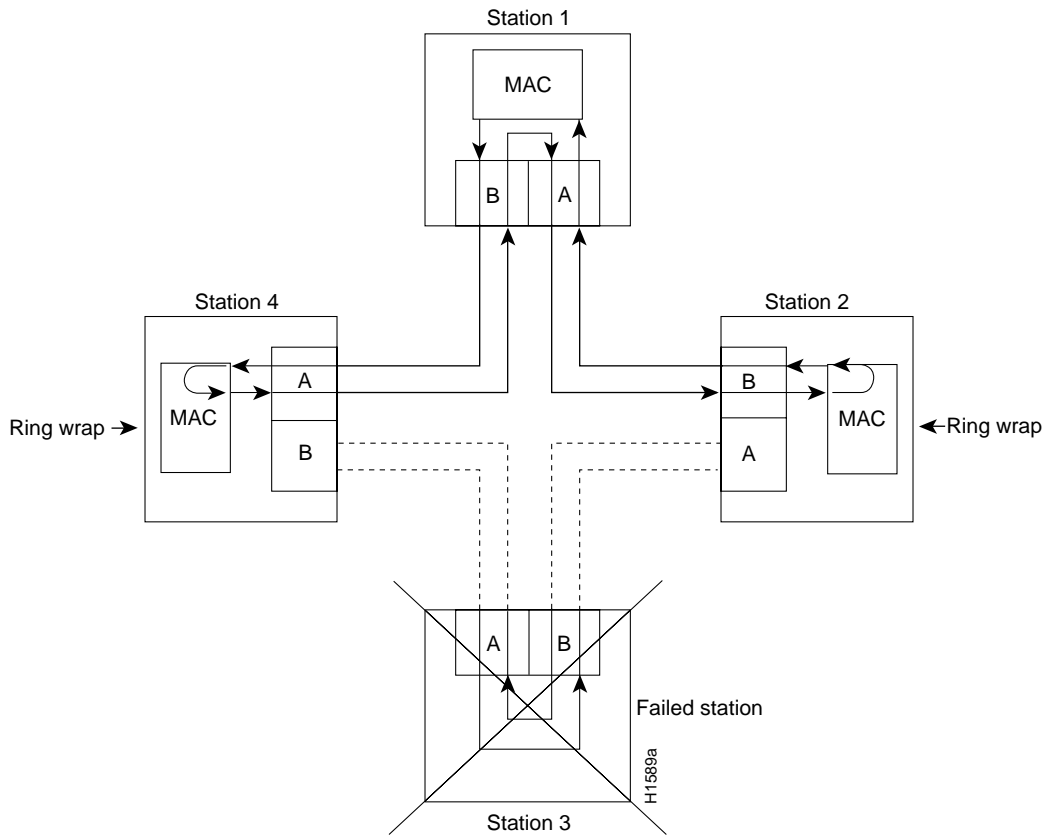 Station 1
MAC
B
A
Station 4
Station 2
A
MAC
B
B
MAC
A
Ring wrap
Ring wrap
A
B
Failed station
H1589a
Station 3